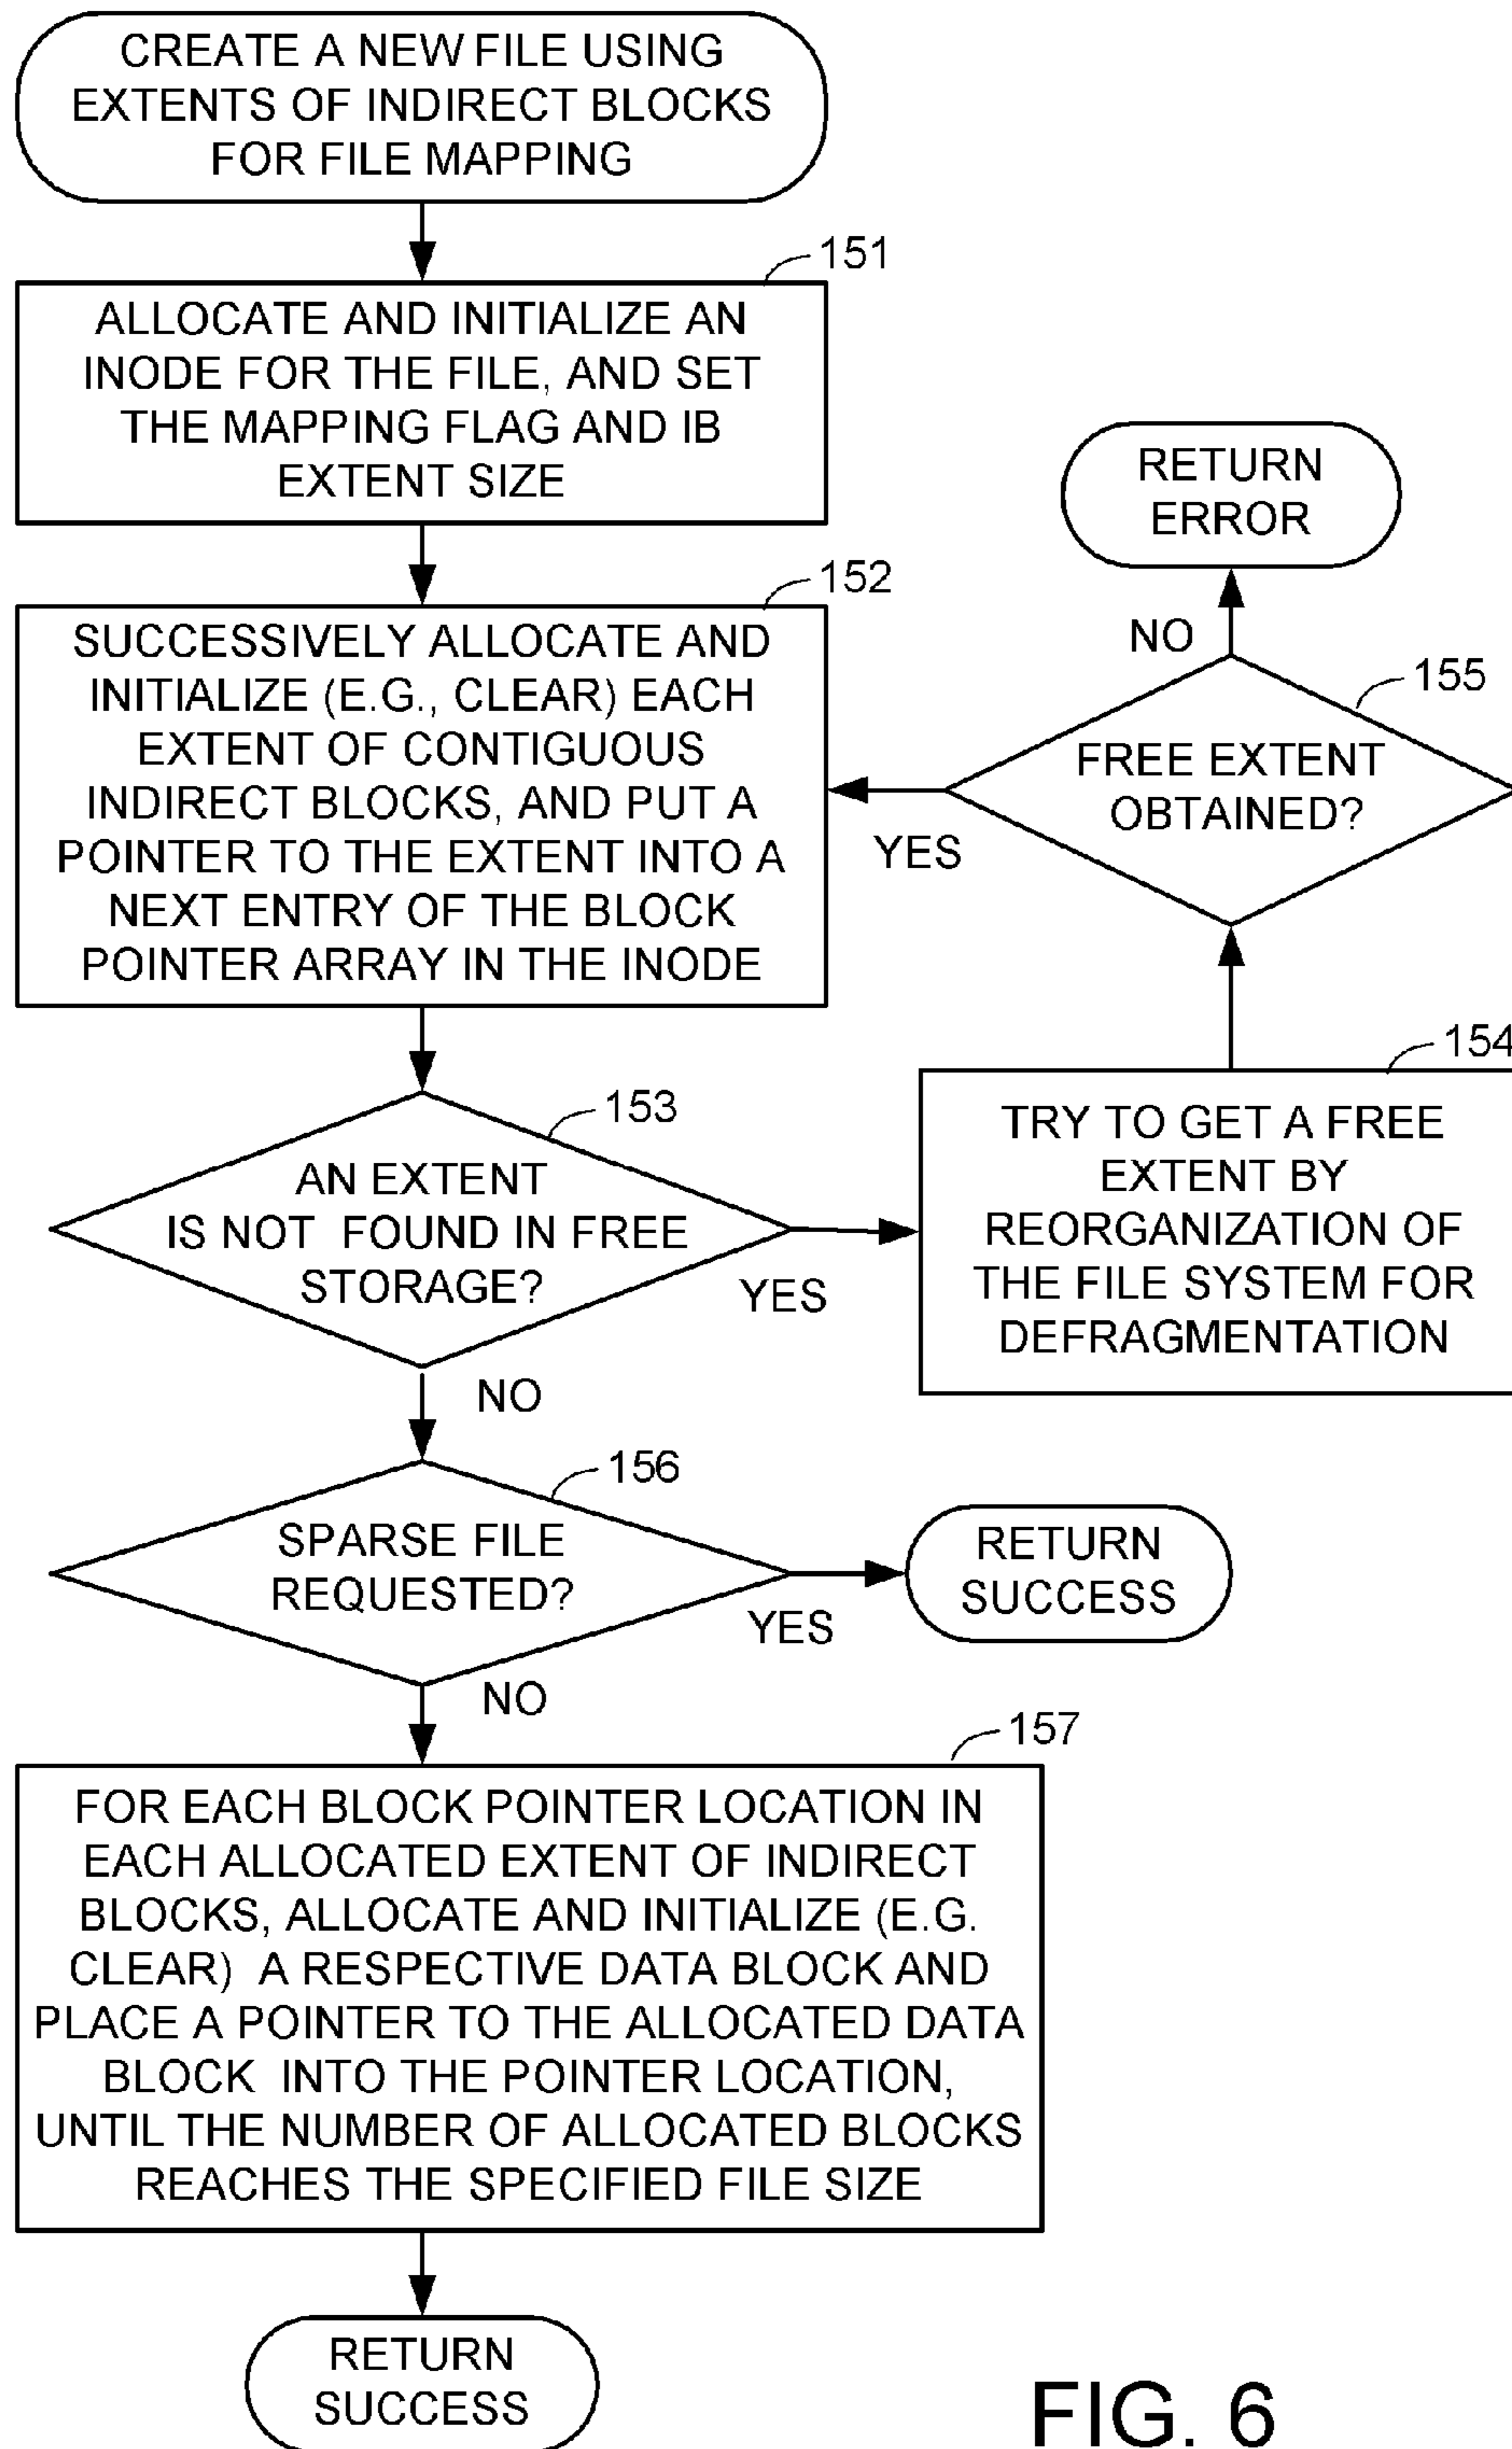 CREATE A NEW FILE USING
EXTENTS OF INDIRECT BLOCKS
FOR FILE MAPPING
151
ALLOCATE AND INITIALIZE AN
INODE FOR THE FILE, AND SET
THE MAPPING FLAG AND IB
EXTENT SIZE
RETURN
ERROR
152
SUCCESSIVELY ALLOCATE AND
INITIALIZE (E.G., CLEAR) EACH
EXTENT OF CONTIGUOUS
INDIRECT BLOCKS, AND PUT A
POINTER TO THE EXTENT INTO A
NEXT ENTRY OF THE BLOCK
POINTER ARRAY IN THE INODE
NO
155
FREE EXTENT
OBTAINED?
YES
154
TRY TO GET A FREE
EXTENT BY
REORGANIZATION OF
THE FILE SYSTEM FOR
DEFRAGMENTATION
153
AN EXTENT
IS NOT FOUND IN FREE
STORAGE?
YES
NO
156
SPARSE FILE
REQUESTED?
YES
RETURN
SUCCESS
NO
157
FOR EACH BLOCK POINTER LOCATION IN
EACH ALLOCATED EXTENT OF INDIRECT
BLOCKS, ALLOCATE AND INITIALIZE (E.G.
CLEAR) A RESPECTIVE DATA BLOCK AND
PLACE A POINTER TO THE ALLOCATED DATA
BLOCK INTO THE POINTER LOCATION,
UNTIL THE NUMBER OF ALLOCATED BLOCKS
REACHES THE SPECIFIED FILE SIZE
RETURN
SUCCESS
FIG. 6